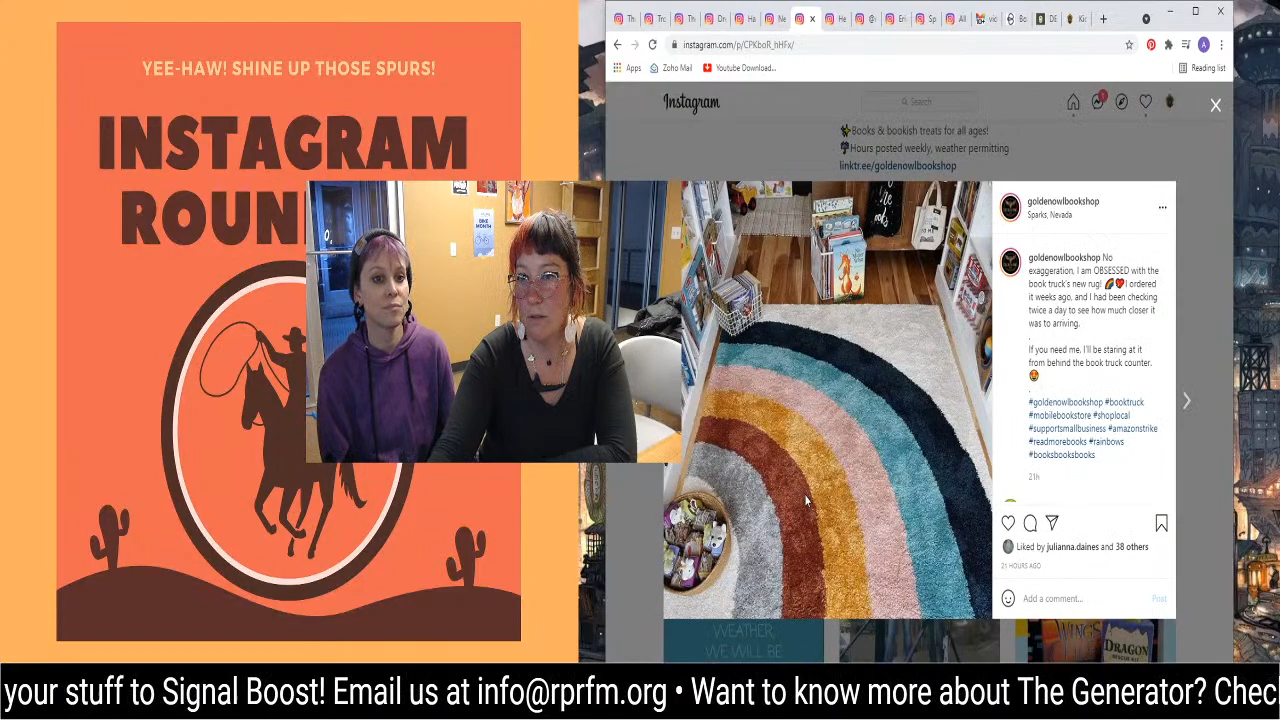 YEE-HAW! SHINE UP THOSE SPURS!
INSTAGRAM
ROUN
BIKE
MONTH
instagram.com/p/CPKboR_hHFx/
Apps
Zoho Mail
Youtube Download...
Reading list
Instagram
Search
Books & bookish treats for all ages!
Hours posted weekly, weather permitting
linktr.ee/goldenowlbookshop
goldenowlbookshop
Sparks, Nevada
goldenowlbookshop No
exaggeration, I am OBSESSED with the
book truck's new rug! 🌈❤️I ordered
it weeks ago, and I had been checking
twice a day to see how much closer it
was to arriving.
.
If you need me, I'll be staring at it
from behind the book truck counter.
🤩
.
#goldenowlbookshop #booktruck
#mobilebookstore #shoplocal
#supportsmallbusiness #amazonstrike
#readmorebooks #rainbows
#booksbooksbooks
21h
Liked by julianna.daines and 38 others
21 HOURS AGO
Add a comment...
Post
WEATHER,
WE WILL BE
WINGS
DRAGON
your stuff to Signal Boost! Email us at info@rprfm.org • Want to know more about The Generator? Chec